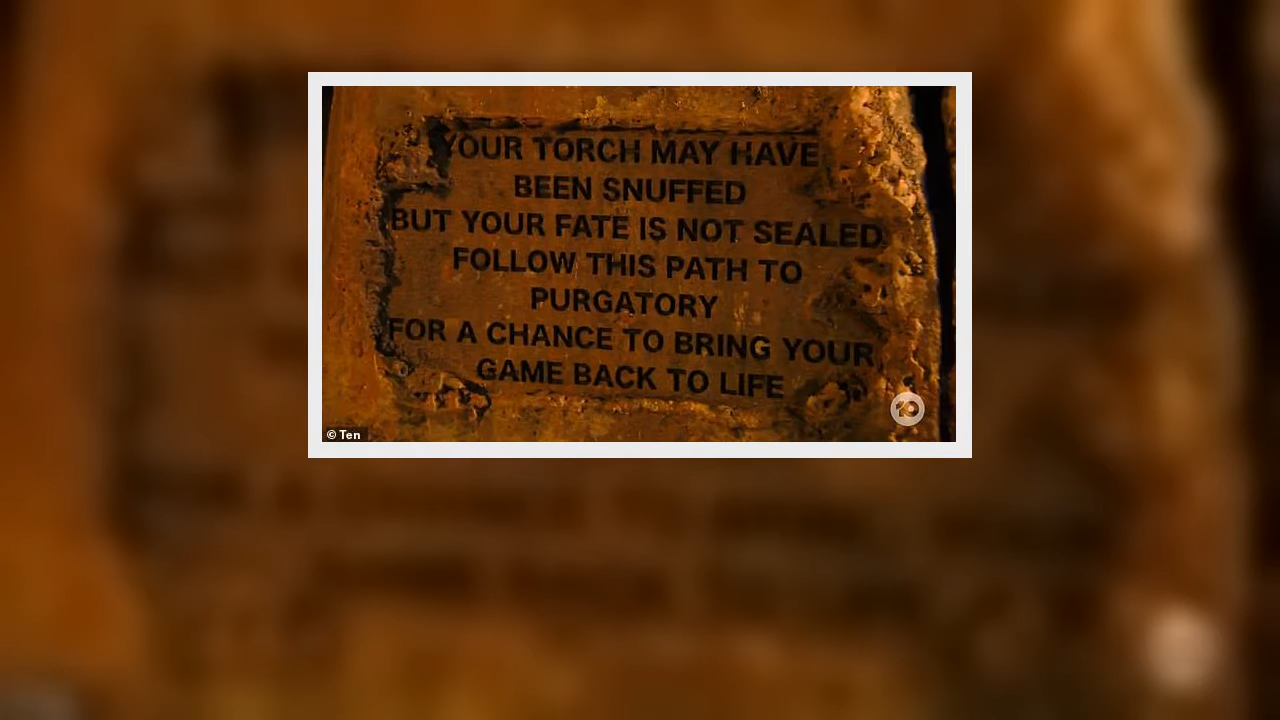 YOUR TORCH MAY HAVE
BEEN SNUFFED
BUT YOUR FATE IS NOT SEALED
FOLLOW THIS PATH TO
PURGATORY
FOR A CHANCE TO BRING YOUR
GAME BACK TO LIFE
10
© Ten